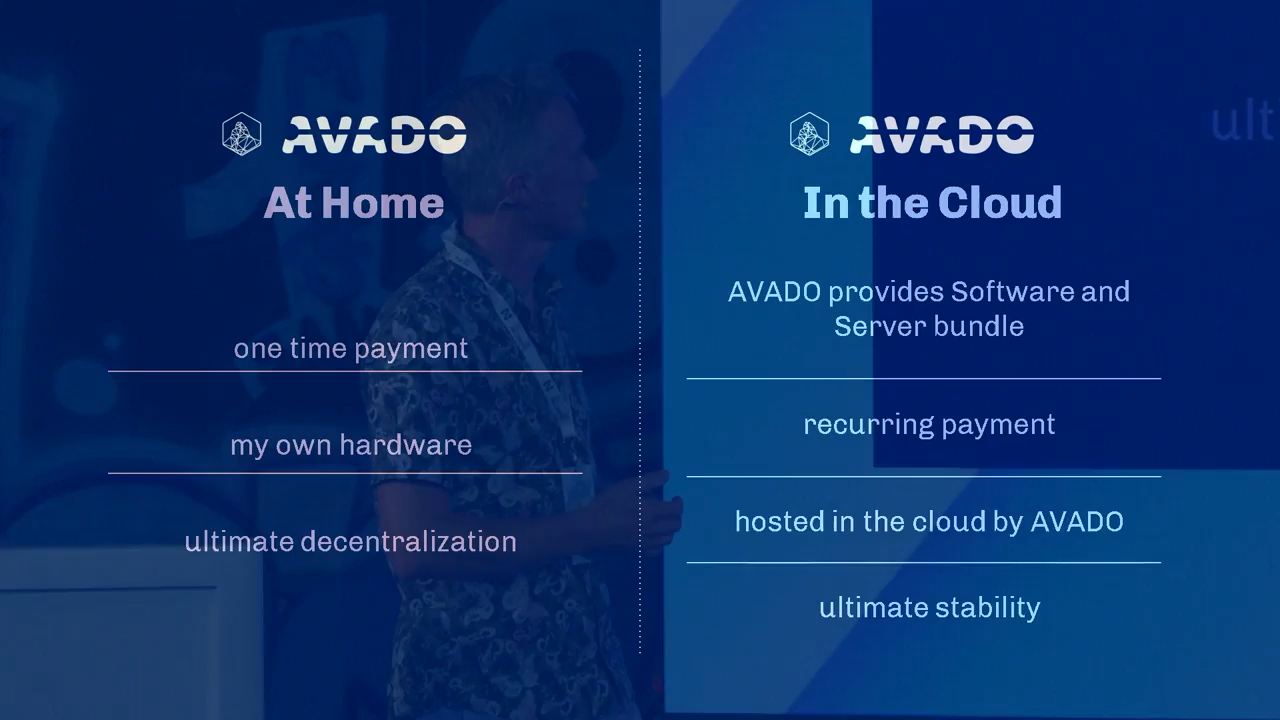 AVADO
At Home
one time payment
my own hardware
ultimate decentralization
AVADO
In the Cloud
AVADO provides Software and
Server bundle
recurring payment
hosted in the cloud by AVADO
ultimate stability
ult